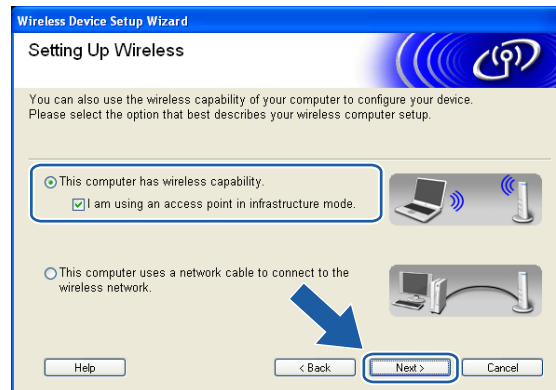 Wireless Device Setup Wizard
Setting Up Wireless
You can also use the wireless capability of your computer to configure your device.
Please select the option that best describes your wireless computer setup.
This computer has wireless capability.
I am using an access point in infrastructure mode.
This computer uses a network cable to connect to the
wireless network.
Help
< Back
Next >
Cancel